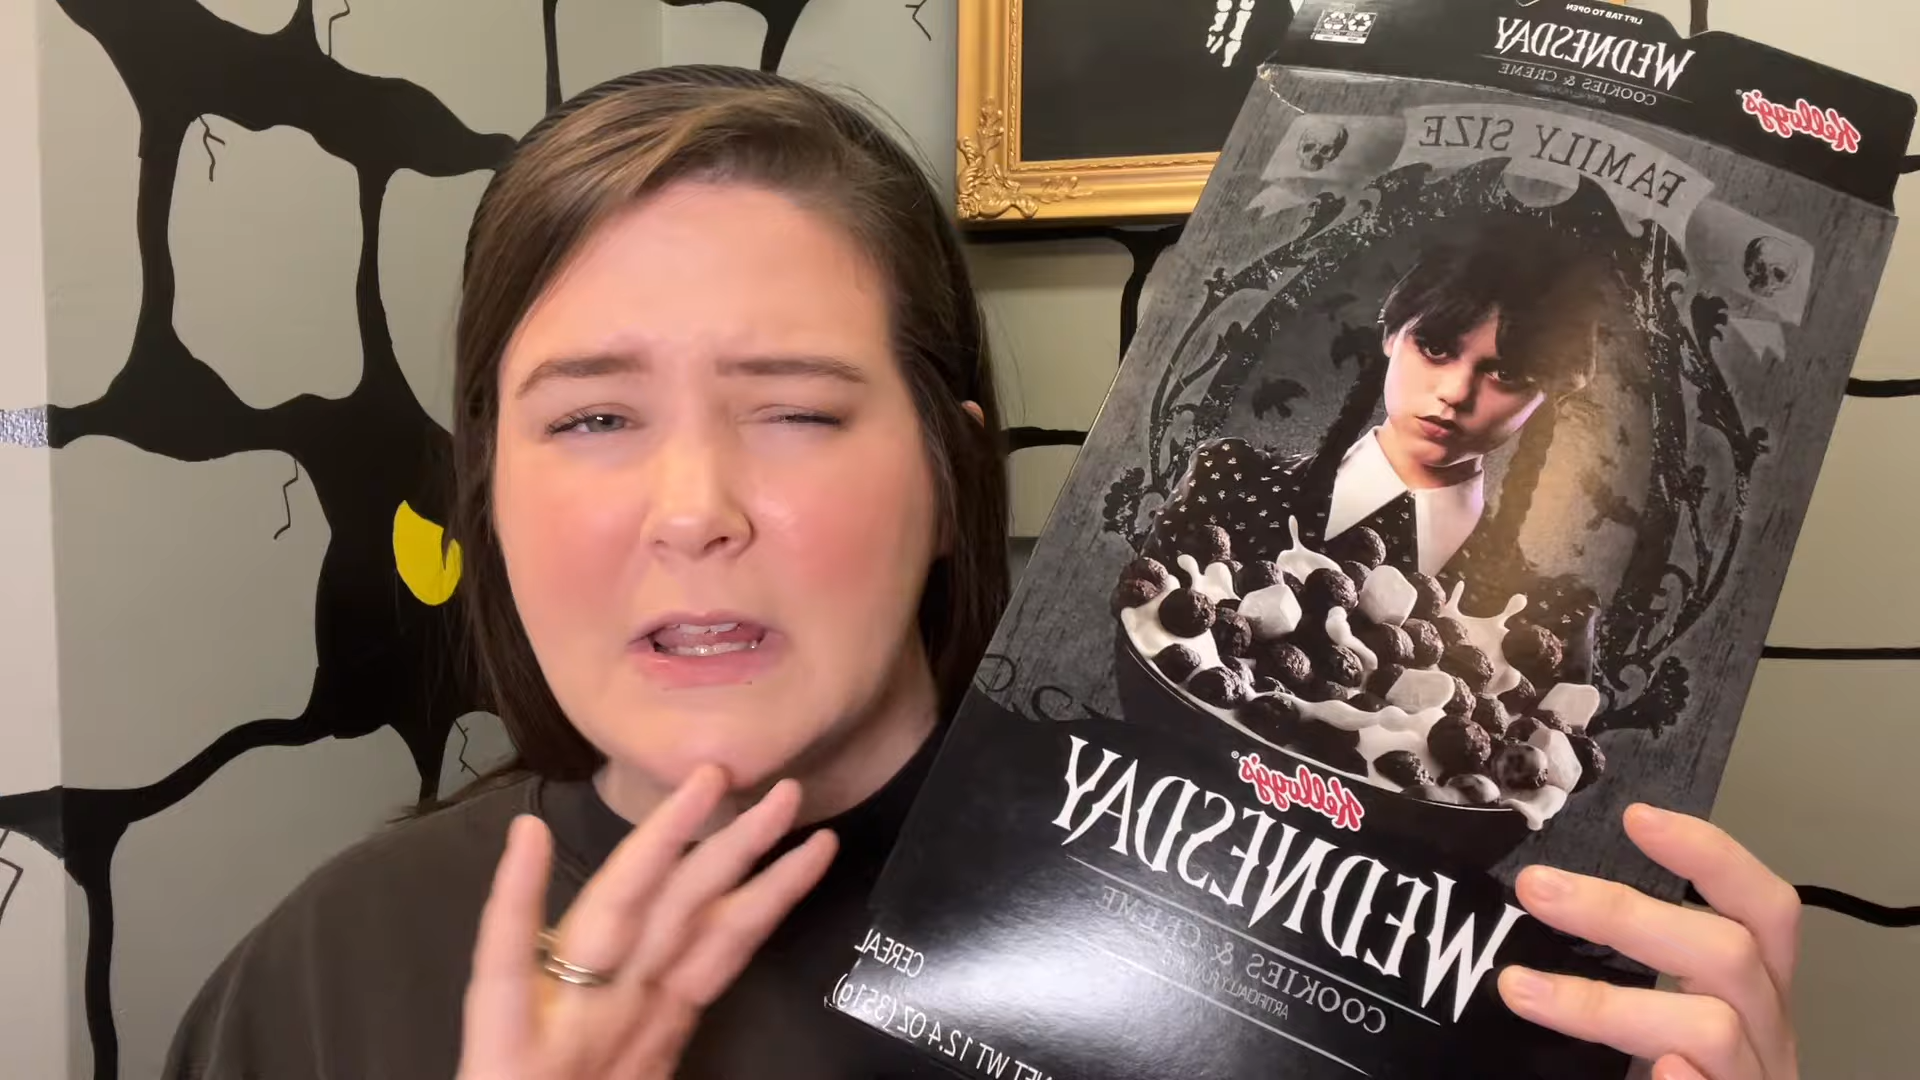 LIFT TAB TO OPEN
Kellogg's
WEDNESDAY
COOKIES & CREME
FAMILY SIZE
Kellogg's
WEDNESDAY
COOKIES & CREME
ARTIFICIALLY FLAVORED
CEREAL
NET WT 12.4 OZ (351g)